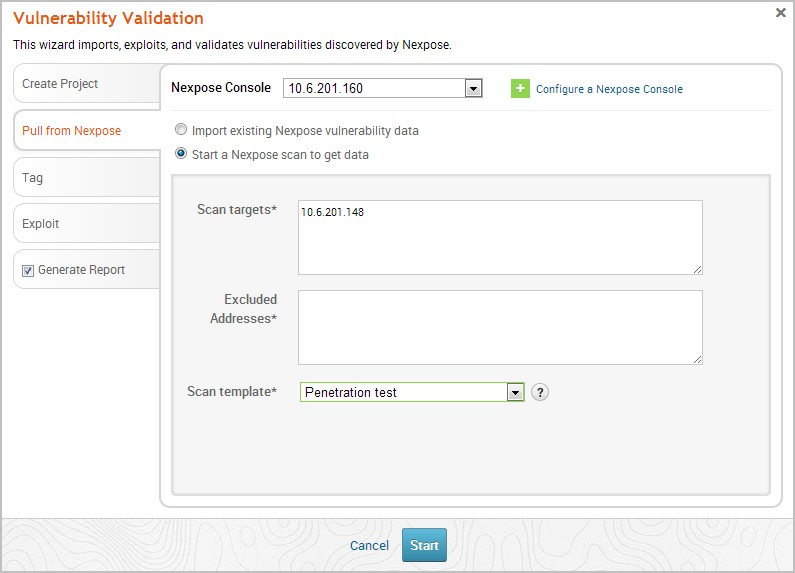 Vulnerability Validation
This wizard imports, exploits, and validates vulnerabilities discovered by Nexpose.
Create Project
Pull from Nexpose
Tag
Exploit
Generate Report
Nexpose Console
10.6.201.160
+
Configure a Nexpose Console
Import existing Nexpose vulnerability data
Start a Nexpose scan to get data
Scan targets*
10.6.201.148
Excluded
Addresses*
Scan template*
Penetration test
?
Cancel
Start